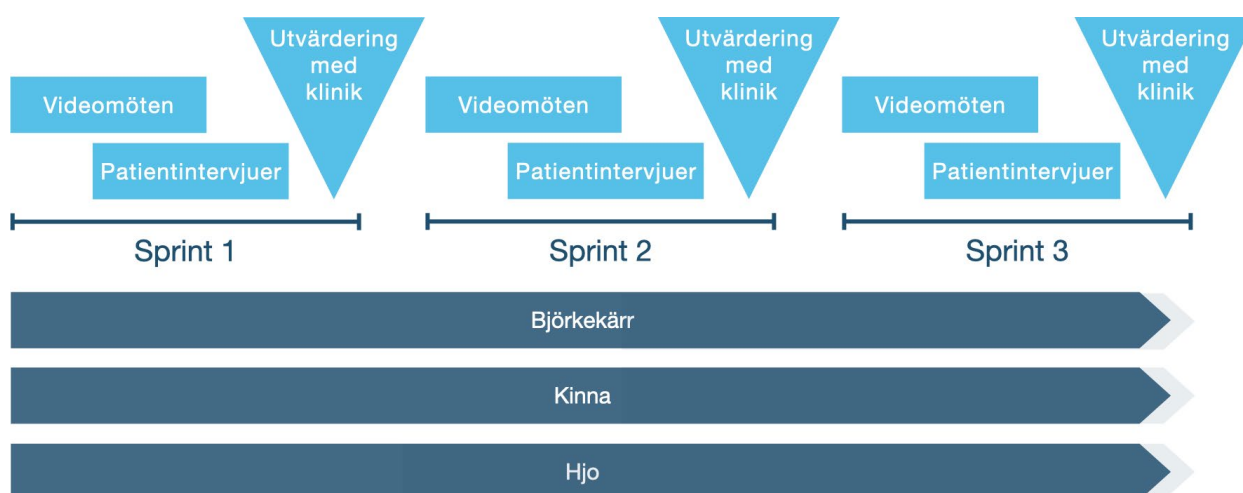 Utvärdering
med
klinik
Videomöten
Patientintervjuer
Sprint 1
Utvärdering
med
klinik
Videomöten
Patientintervjuer
Sprint 2
Utvärdering
med
klinik
Videomöten
Patientintervjuer
Sprint 3
Björkekärr
Kinna
Hjo